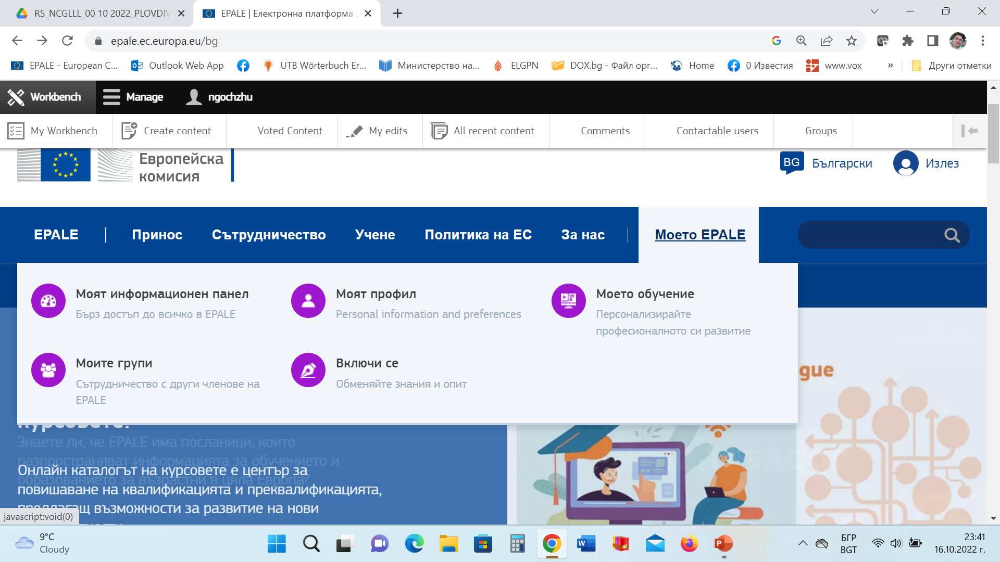 RS_NCGLLL_00 10 2022_PLOVDIV
EPALE | Електронна платформа
epale.ec.europa.eu/bg
EPALE - European C...
Outlook Web App
UTB Wörterbuch Er...
Министерство на...
ELGPN
DOX.bg - Файл орг...
Home
0 Известия
www.vox
»
Други отметки
Workbench
Manage
ngochzhu
My Workbench
Create content
Voted Content
My edits
All recent content
Comments
Contactable users
Groups
Европейска
комисия
BG
Български
Излез
EPALE
Принос
Сътрудничество
Учене
Политика на ЕС
За нас
Моето EPALE
Моят информационен панел
Бърз достъп до всичко в EPALE
Моят профил
Personal information and preferences
Моето обучение
Персонализирайте
професионалното си развитие
Моите групи
Сътрудничество с други членове на
EPALE
Включи се
Обменяйте знания и опит
Erasmus+
gue
курсовете?
Знаете ли, че EPALE има посланици, които
разпространяват информацията за обучението и
образованието за възрастни в цяла Европа?
Онлайн каталогът на курсовете е център за
повишаване на квалификацията и преквалификацията,
предлагащ възможности за развитие на нови
javascript:void(0)
9°C
Cloudy
БГР
BGT
23:41
16.10.2022 г.